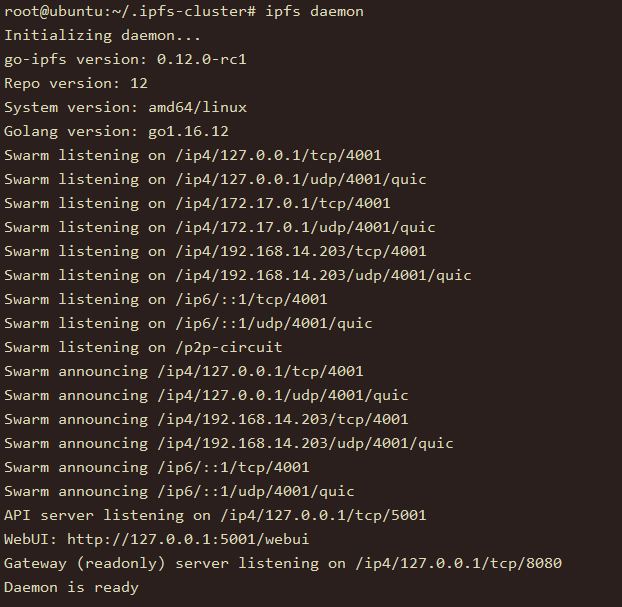 root@ubuntu:~/.ipfs-cluster# ipfs daemon
Initializing daemon...
go-ipfs version: 0.12.0-rc1
Repo version: 12
System version: amd64/linux
Golang version: go1.16.12
Swarm listening on /ip4/127.0.0.1/tcp/4001
Swarm listening on /ip4/127.0.0.1/udp/4001/quic
Swarm listening on /ip4/172.17.0.1/tcp/4001
Swarm listening on /ip4/172.17.0.1/udp/4001/quic
Swarm listening on /ip4/192.168.14.203/tcp/4001
Swarm listening on /ip4/192.168.14.203/udp/4001/quic
Swarm listening on /ip6/::1/tcp/4001
Swarm listening on /ip6/::1/udp/4001/quic
Swarm listening on /p2p-circuit
Swarm announcing /ip4/127.0.0.1/tcp/4001
Swarm announcing /ip4/127.0.0.1/udp/4001/quic
Swarm announcing /ip4/192.168.14.203/tcp/4001
Swarm announcing /ip4/192.168.14.203/udp/4001/quic
Swarm announcing /ip6/::1/tcp/4001
Swarm announcing /ip6/::1/udp/4001/quic
API server listening on /ip4/127.0.0.1/tcp/5001
WebUI: http://127.0.0.1:5001/webui
Gateway (readonly) server listening on /ip4/127.0.0.1/tcp/8080
Daemon is ready